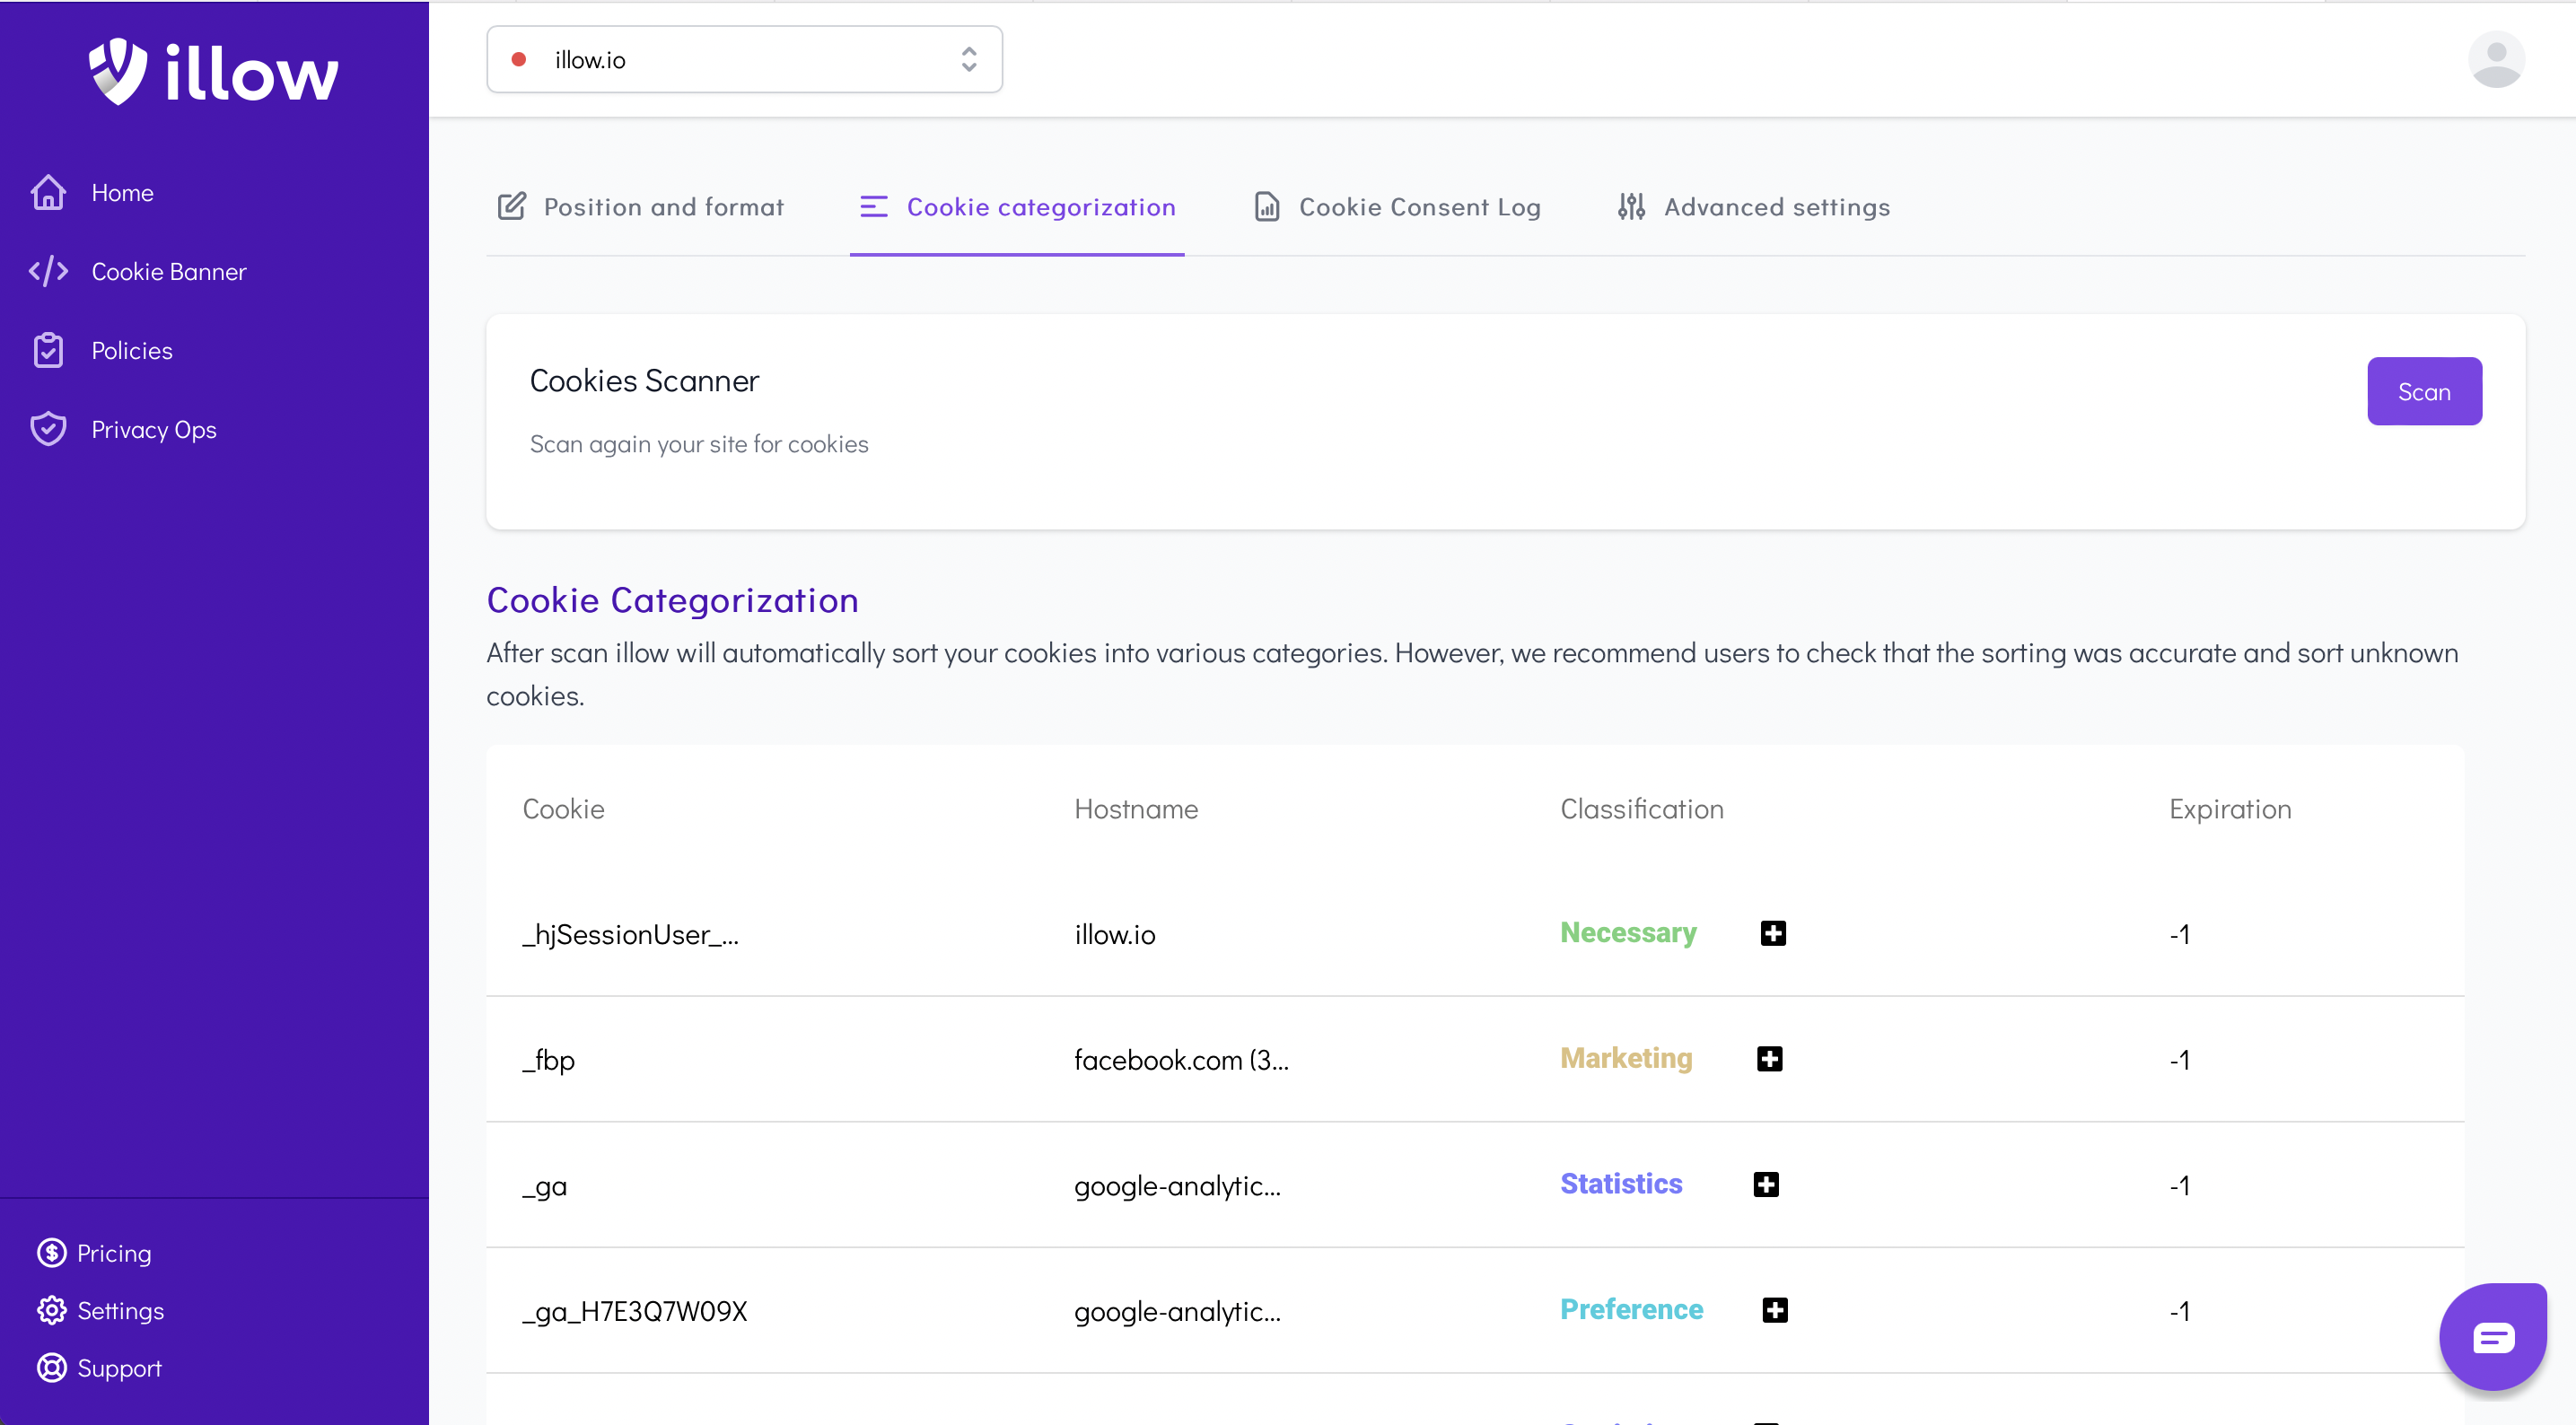 illow
illow.io
Home
Cookie Banner
Policies
Privacy Ops
Pricing
Settings
Support
Position and format
Cookie categorization
Cookie Consent Log
Advanced settings
Cookies Scanner
Scan
Scan again your site for cookies
Cookie Categorization
After scan illow will automatically sort your cookies into various categories. However, we recommend users to check that the sorting was accurate and sort unknown
cookies.
Cookie Hostname Classification Expiration
_hjSessionUser_... illow.io Necessary -1
_fbp facebook.com (3... Marketing -1
_ga google-analytic... Statistics -1
_ga_H7E3Q7W09X google-analytic... Preference -1